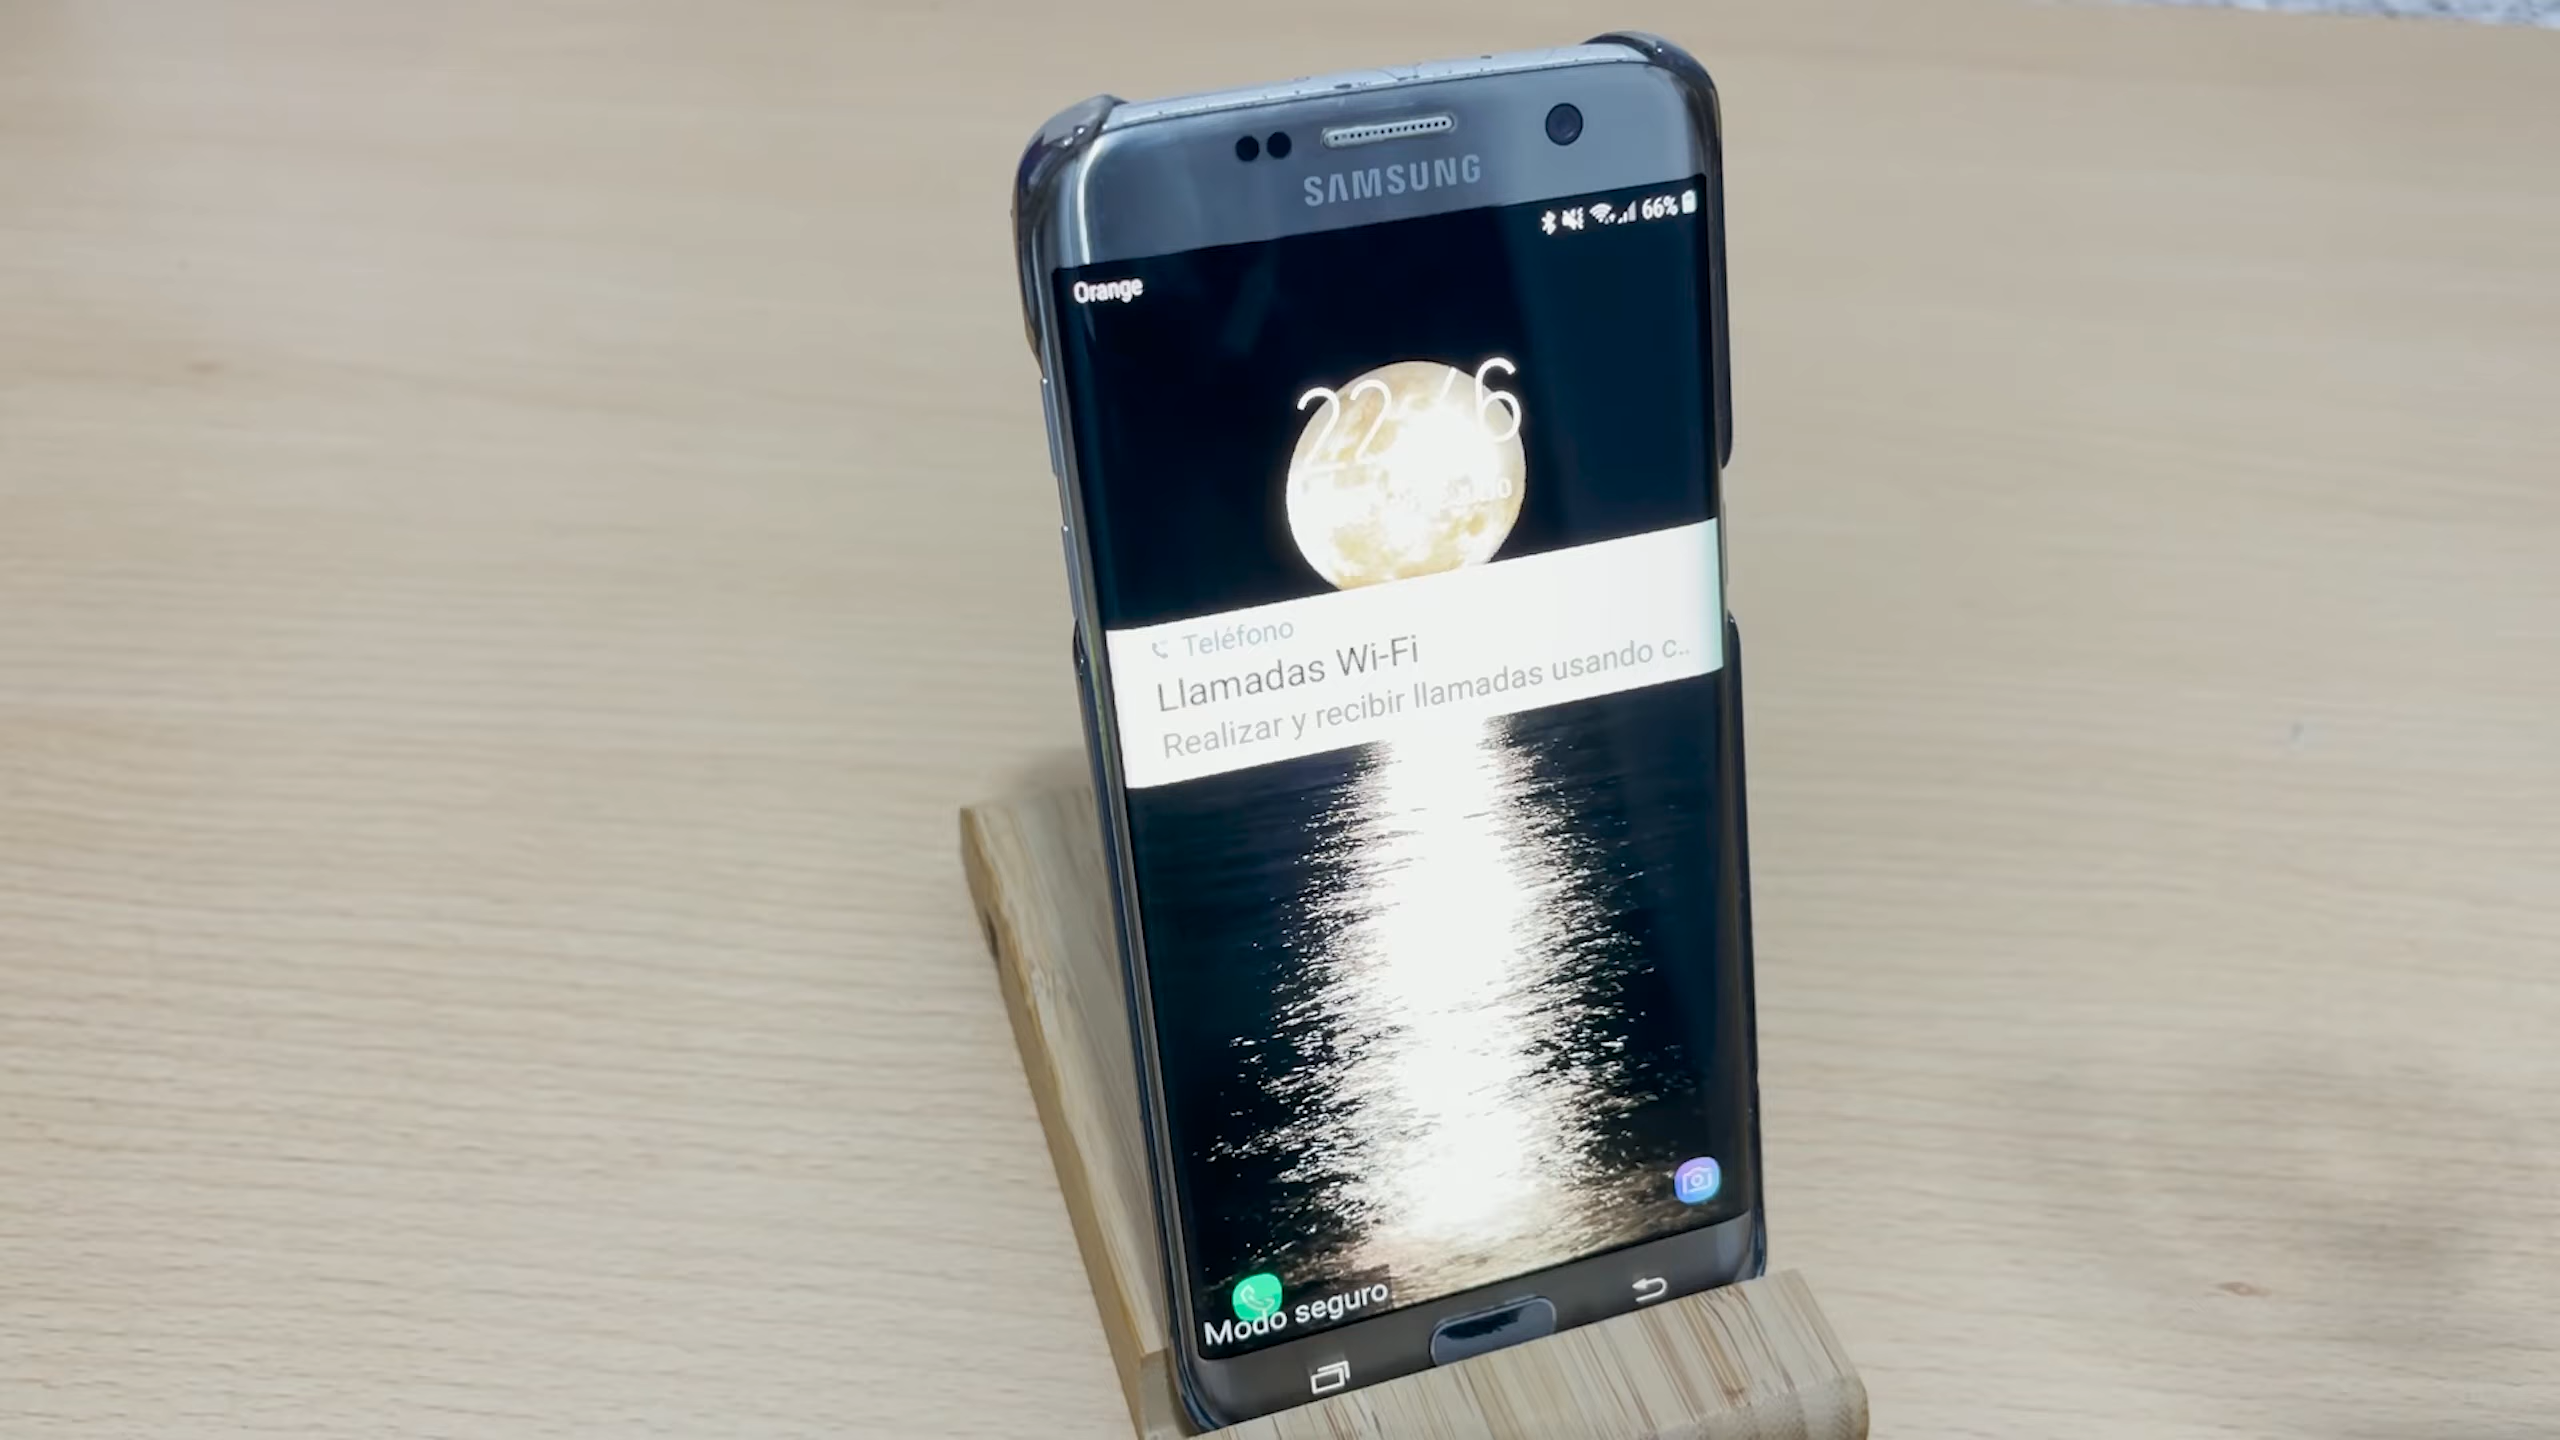 SAMSUNG
66%
Orange
Teléfono
Llamadas Wi-Fi
Realizar y recibir llamadas usando c..
Modo seguro